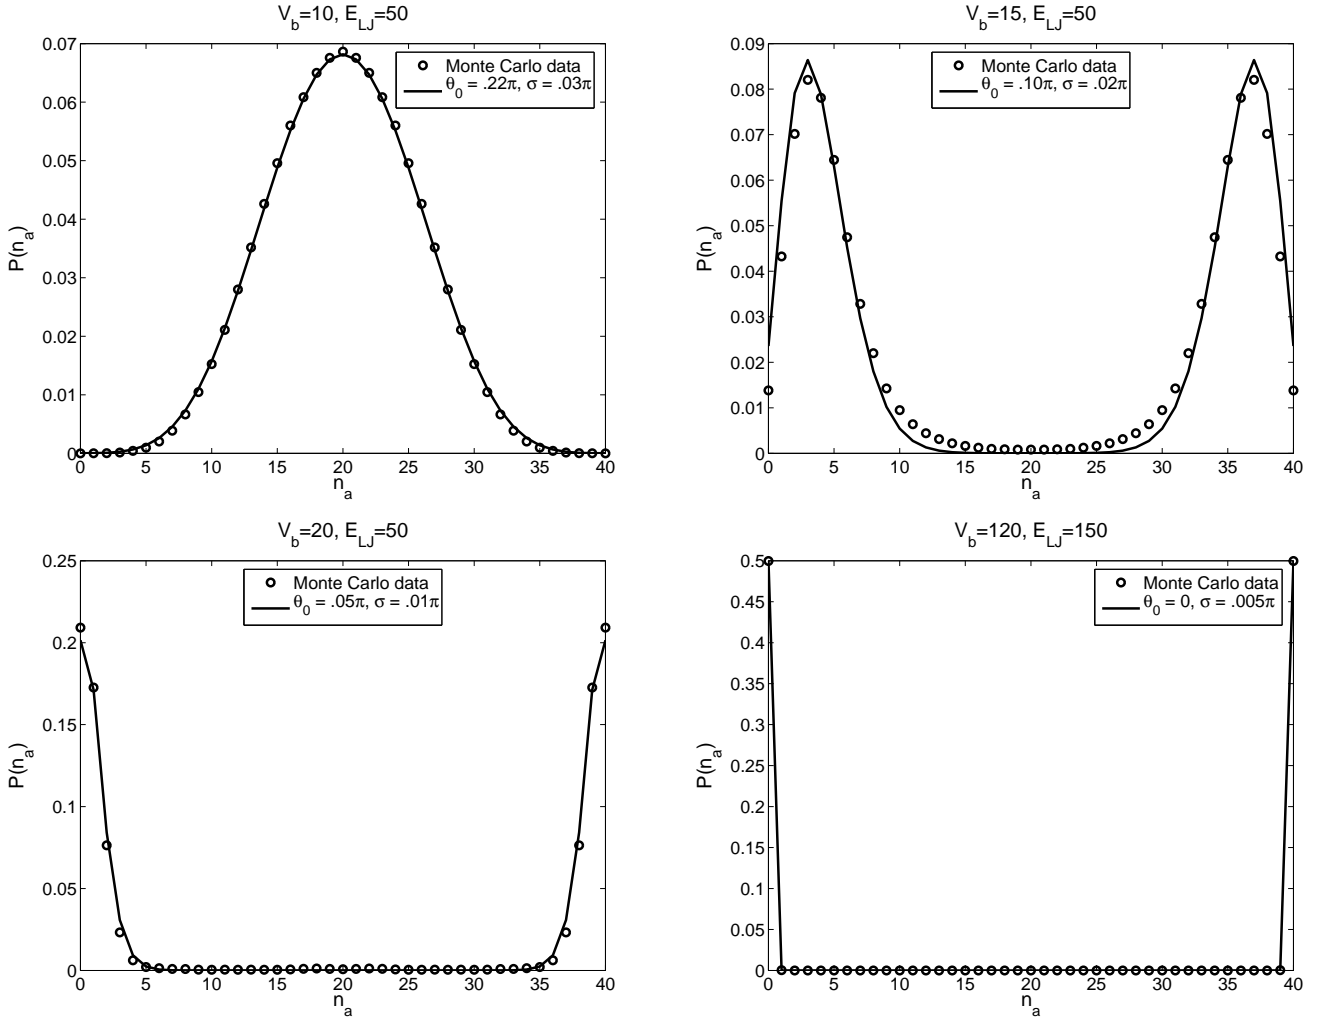 V_b=10, E_LJ=50
0.07
0.06
0.05
0.04
0.03
0.02
0.01
0
P(n_a)
0 5 10 15 20 25 30 35 40
n_a
Monte Carlo data
θ_0 = .22π, σ = .03π
V_b=15, E_LJ=50
0.09
0.08
0.07
0.06
0.05
0.04
0.03
0.02
0.01
0
P(n_a)
0 5 10 15 20 25 30 35 40
n_a
Monte Carlo data
θ_0 = .10π, σ = .02π
V_b=20, E_LJ=50
0.25
0.2
0.15
0.1
0.05
0
P(n_a)
0 5 10 15 20 25 30 35 40
n_a
Monte Carlo data
θ_0 = .05π, σ = .01π
V_b=120, E_LJ=150
0.5
0.45
0.4
0.35
0.3
0.25
0.2
0.15
0.1
0.05
0
P(n_a)
0 5 10 15 20 25 30 35 40
n_a
Monte Carlo data
θ_0 = 0, σ = .005π